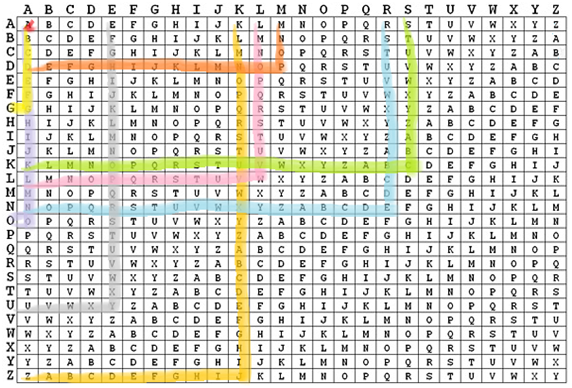 A B C D E F G H I J K L M N O P Q R S T U V W X Y Z
A A B C D E F G H I J K L M N O P Q R S T U V W X Y Z
B B C D E F G H I J K L M N O P Q R S T U V W X Y Z A
C C D E F G H I J K L M N O P Q R S T U V W X Y Z A B
D D E F G H I J K L M N O P Q R S T U V W X Y Z A B C
E E F G H I J K L M N O P Q R S T U V W X Y Z A B C D
F F G H I J K L M N O P Q R S T U V W X Y Z A B C D E
G G H I J K L M N O P Q R S T U V W X Y Z A B C D E F
H H I J K L M N O P Q R S T U V W X Y Z A B C D E F G
I I J K L M N O P Q R S T U V W X Y Z A B C D E F G H
J J K L M N O P Q R S T U V W X Y Z A B C D E F G H I
K K L M N O P Q R S T U V W X Y Z A B C D E F G H I J
L L M N O P Q R S T U V W X Y Z A B C D E F G H I J K
M M N O P Q R S T U V W X Y Z A B C D E F G H I J K L
N N O P Q R S T U V W X Y Z A B C D E F G H I J K L M
O O P Q R S T U V W X Y Z A B C D E F G H I J K L M N
P P Q R S T U V W X Y Z A B C D E F G H I J K L M N O
Q Q R S T U V W X Y Z A B C D E F G H I J K L M N O P
R R S T U V W X Y Z A B C D E F G H I J K L M N O P Q
S S T U V W X Y Z A B C D E F G H I J K L M N O P Q R
T T U V W X Y Z A B C D E F G H I J K L M N O P Q R S
U U V W X Y Z A B C D E F G H I J K L M N O P Q R S T
V V W X Y Z A B C D E F G H I J K L M N O P Q R S T U
W W X Y Z A B C D E F G H I J K L M N O P Q R S T U V
X X Y Z A B C D E F G H I J K L M N O P Q R S T U V W
Y Y Z A B C D E F G H I J K L M N O P Q R S T U V W X
Z Z A B C D E F G H I J K L M N O P Q R S T U V W X Y